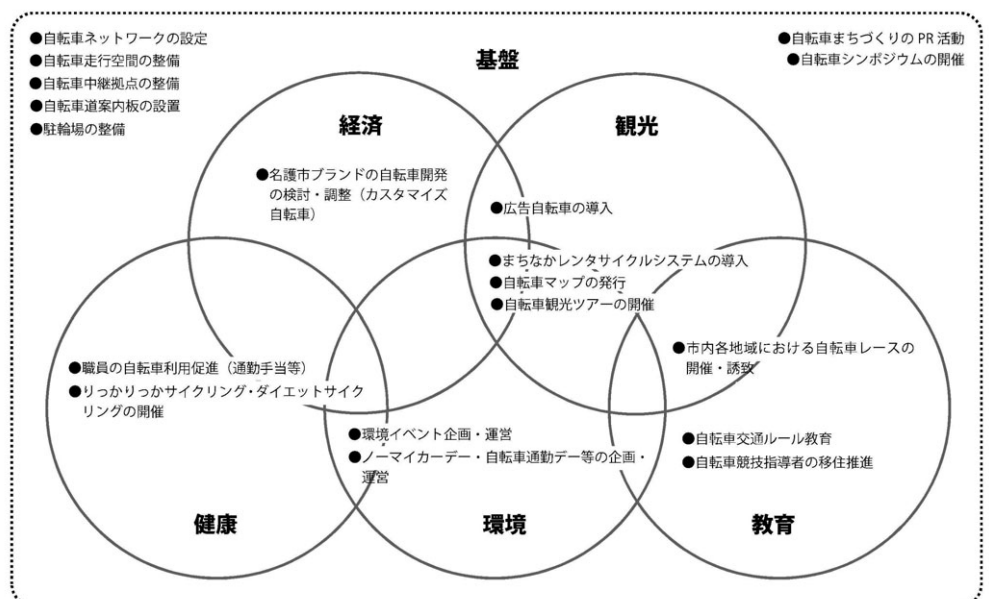 ●自転車ネットワークの設定
●自転車走行空間の整備
●自転車中継拠点の整備
●自転車道案内板の設置
●駐輪場の整備
基盤
●自転車まちづくりの PR 活動
●自転車シンポジウムの開催
経済
観光
●名護市ブランドの自転車開発
の検討・調整（カスタマイズ
自転車）
●広告自転車の導入
●まちなかレンタサイクルシステムの導入
●自転車マップの発行
●自転車観光ツアーの開催
●職員の自転車利用促進（通勤手当等）
●りっかりっかサイクリング・ダイエットサイク
リングの開催
●市内各地域における自転車レースの
開催・誘致
●環境イベント企画・運営
●ノーマイカーデー・自転車通勤デー等の企画・
運営
●自転車交通ルール教育
●自転車競技指導者の移住推進
健康
環境
教育